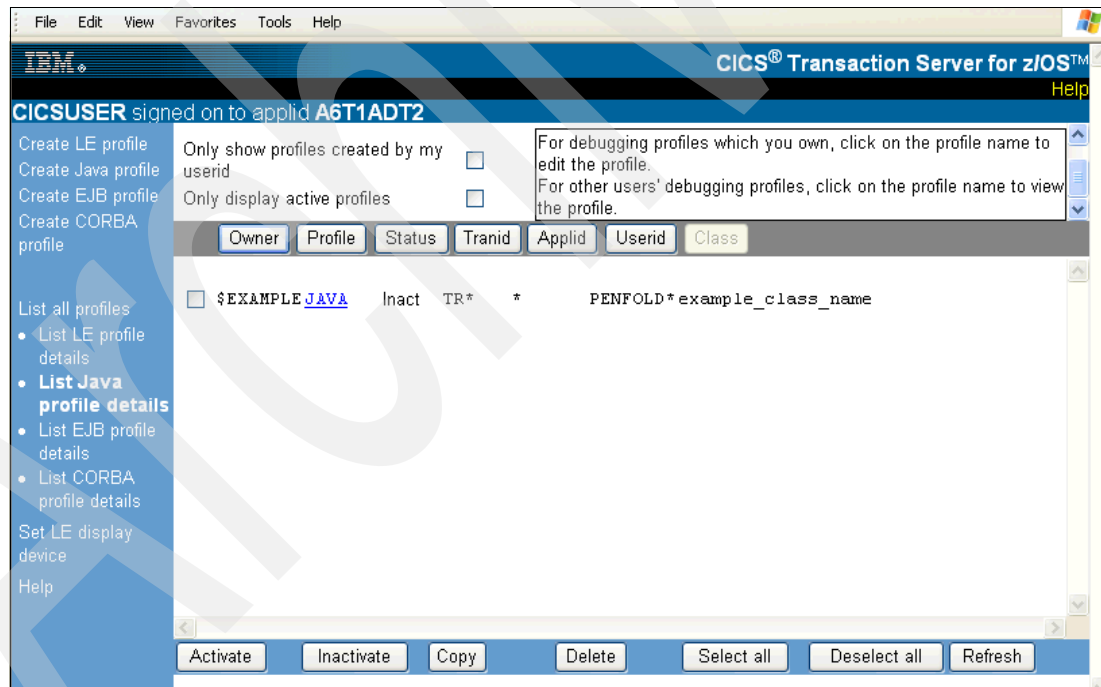 File Edit View Favorites Tools Help
IBM®
CICS® Transaction Server for z/OS™
Help
CICSUSER signed on to applid A6T1ADT2
Create LE profile
Create Java profile
Create EJB profile
Create CORBA
profile
List all profiles
• List LE profile
details
• List Java
profile details
• List EJB profile
details
• List CORBA
profile details
Set LE display
device
Help
Only show profiles created by my
userid
Only display active profiles
For debugging profiles which you own, click on the profile name to
edit the profile.
For other users' debugging profiles, click on the profile name to view
the profile.
Owner Profile Status Tranid Applid Userid Class
$EXAMPLE JAVA Inact TR* * PENFOLD* example_class_name
Activate Inactivate Copy Delete Select all Deselect all Refresh